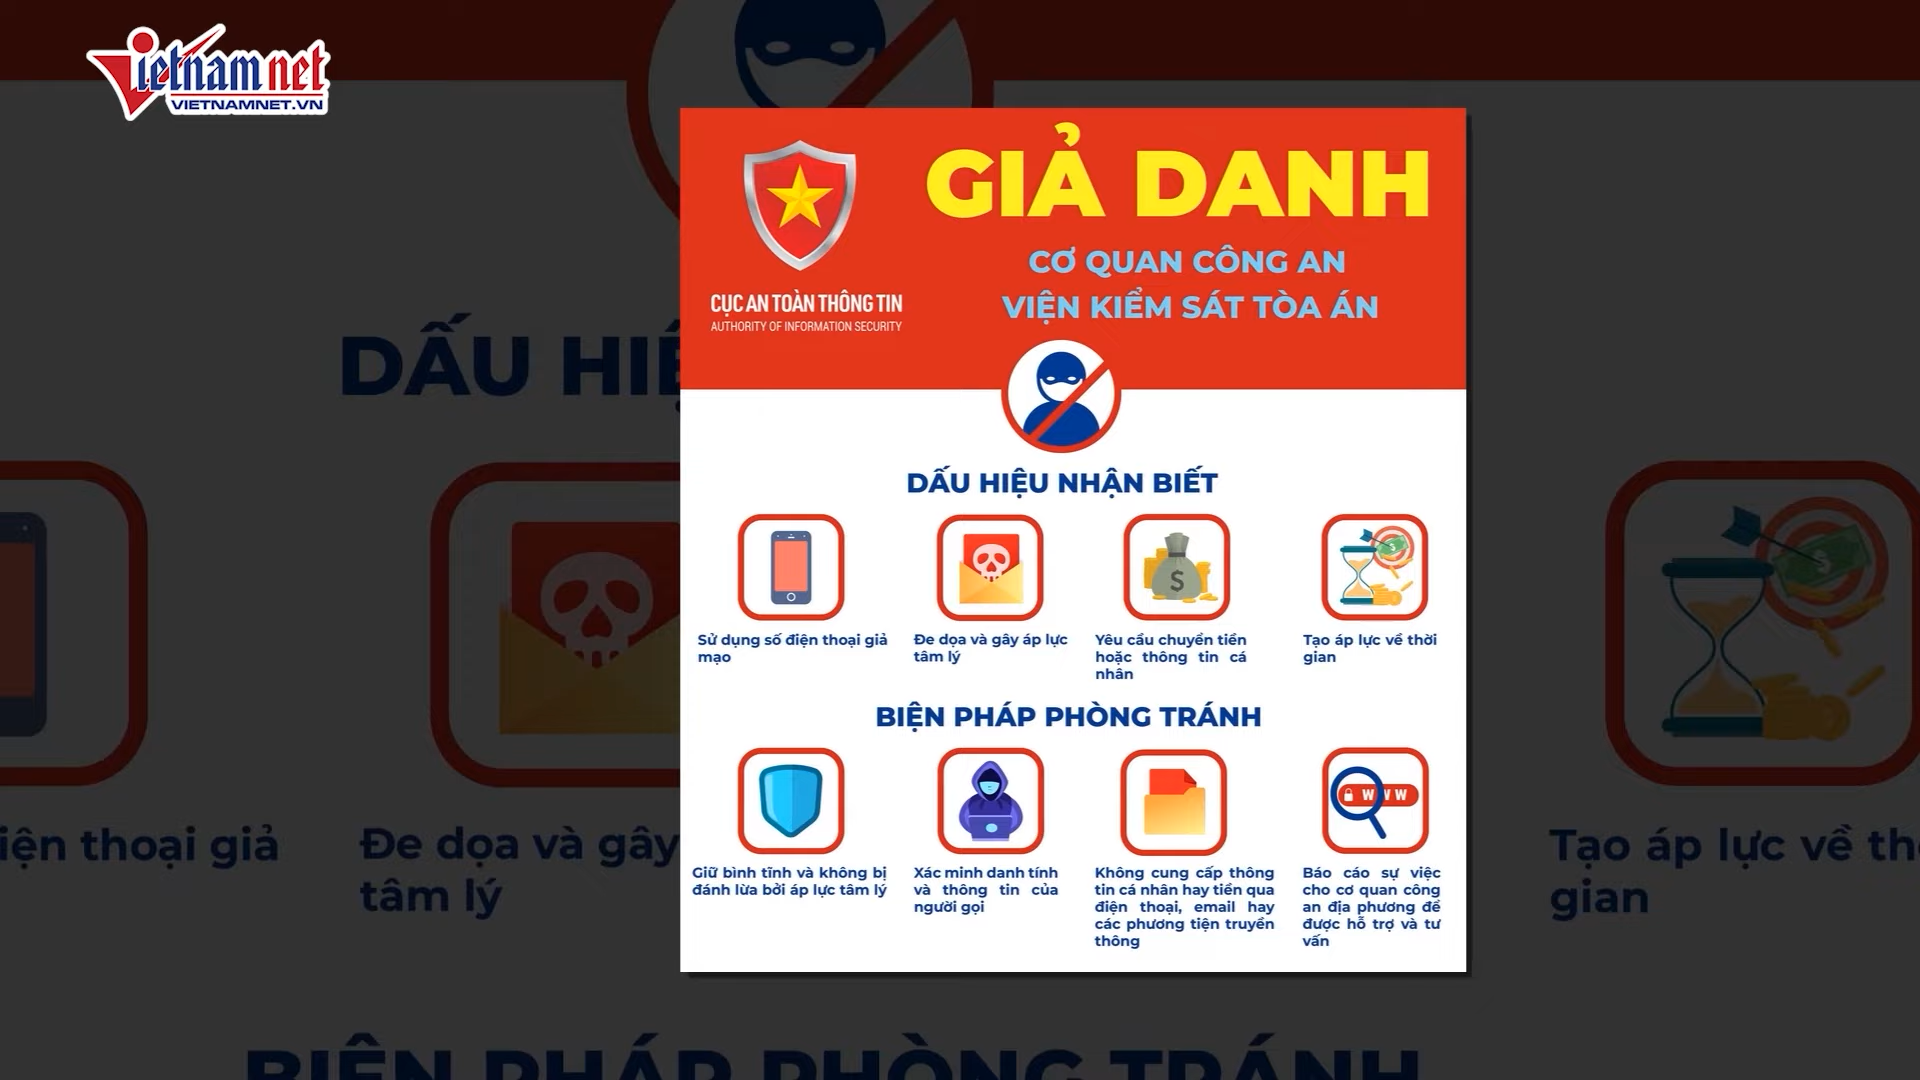 Vietnamnet
VIETNAMNET.VN
GIẢ DANH
CƠ QUAN CÔNG AN
VIỆN KIỂM SÁT TÒA ÁN
CỤC AN TOÀN THÔNG TIN
AUTHORITY OF INFORMATION SECURITY
DẤU HIỆU NHẬN BIẾT
Sử dụng số điện thoại giả
mạo
Đe dọa và gây áp lực
tâm lý
Yêu cầu chuyển tiền
hoặc thông tin cá
nhân
Tạo áp lực về thời
gian
BIỆN PHÁP PHÒNG TRÁNH
Giữ bình tĩnh và không bị
đánh lừa bởi áp lực tâm lý
Xác minh danh tính
và thông tin của
người gọi
Không cung cấp thông
tin cá nhân hay tiền qua
điện thoại, email hay
các phương tiện truyền
thông
WWW
Báo cáo sự việc
cho cơ quan công
an địa phương để
được hỗ trợ và tư
vấn
DẤU
điện thoại giả
Đe dọa và gây
tâm lý
Tạo áp lực về
gian
BIỆN PHÁP PHÒNG TRÁNH